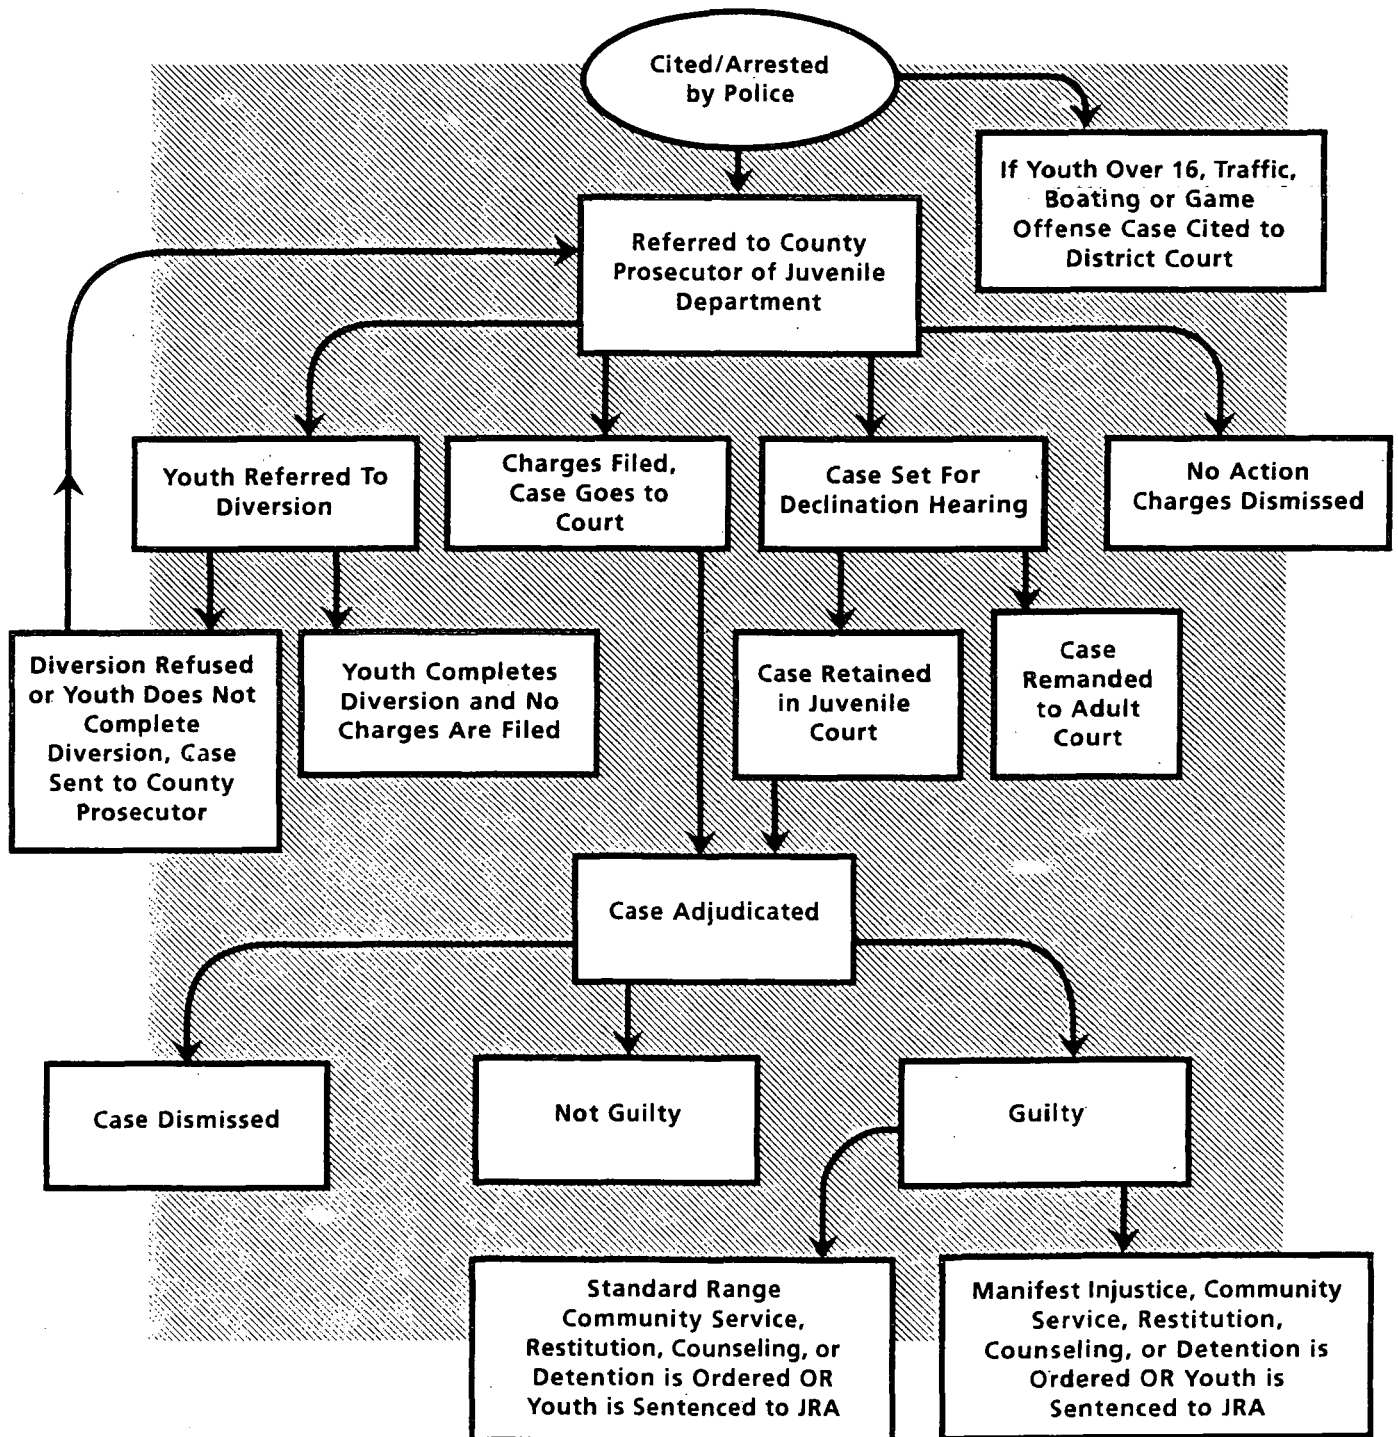 Cited/Arrested
by Police
If Youth Over 16, Traffic,
Boating or Game
Offense Case Cited to
District Court
Referred to County
Prosecutor of Juvenile
Department
Youth Referred To
Diversion
Charges Filed,
Case Goes to
Court
Case Set For
Declination Hearing
No Action
Charges Dismissed
Diversion Refused
or Youth Does Not
Complete
Diversion, Case
Sent to County
Prosecutor
Youth Completes
Diversion and No
Charges Are Filed
Case Retained
in Juvenile
Court
Case
Remanded
to Adult
Court
Case Adjudicated
Case Dismissed
Not Guilty
Guilty
Standard Range
Community Service,
Restitution, Counseling, or
Detention is Ordered OR
Youth is Sentenced to JRA
Manifest Injustice, Community
Service, Restitution,
Counseling, or Detention is
Ordered OR Youth is
Sentenced to JRA